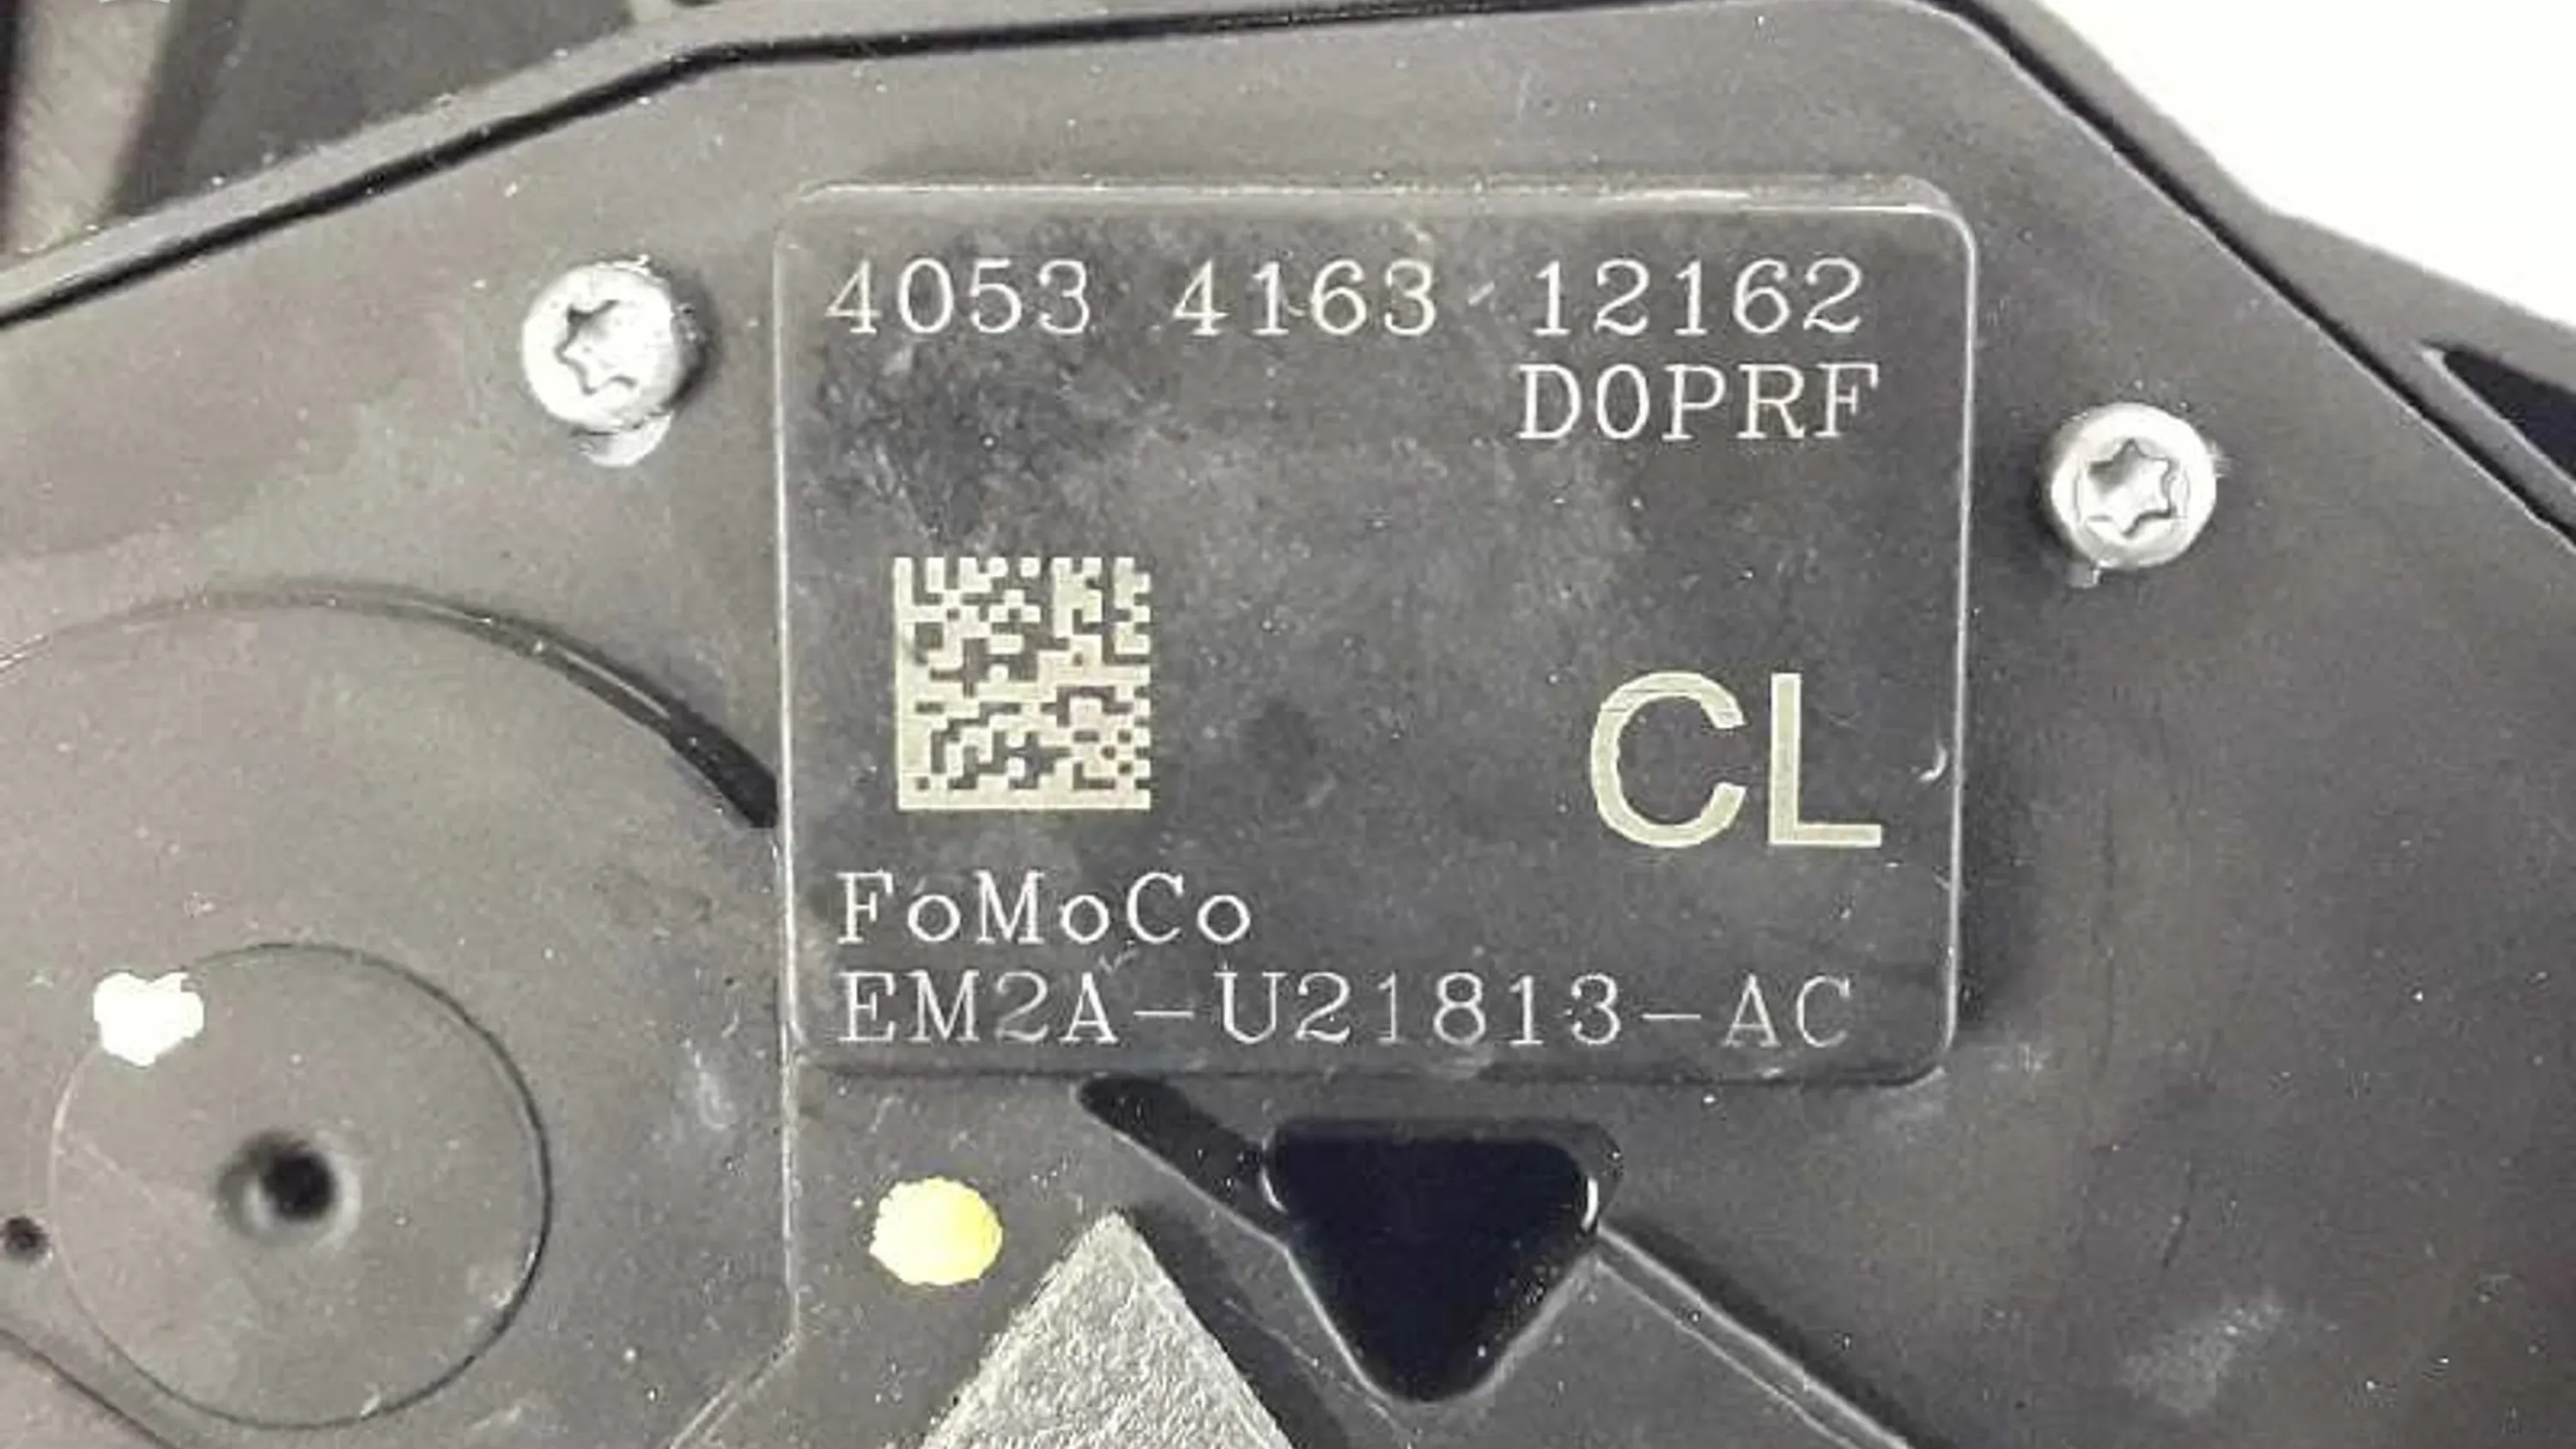 4053 4163 12162
D0PRF
CL
FoMoCo
EM2A-U21813-AC